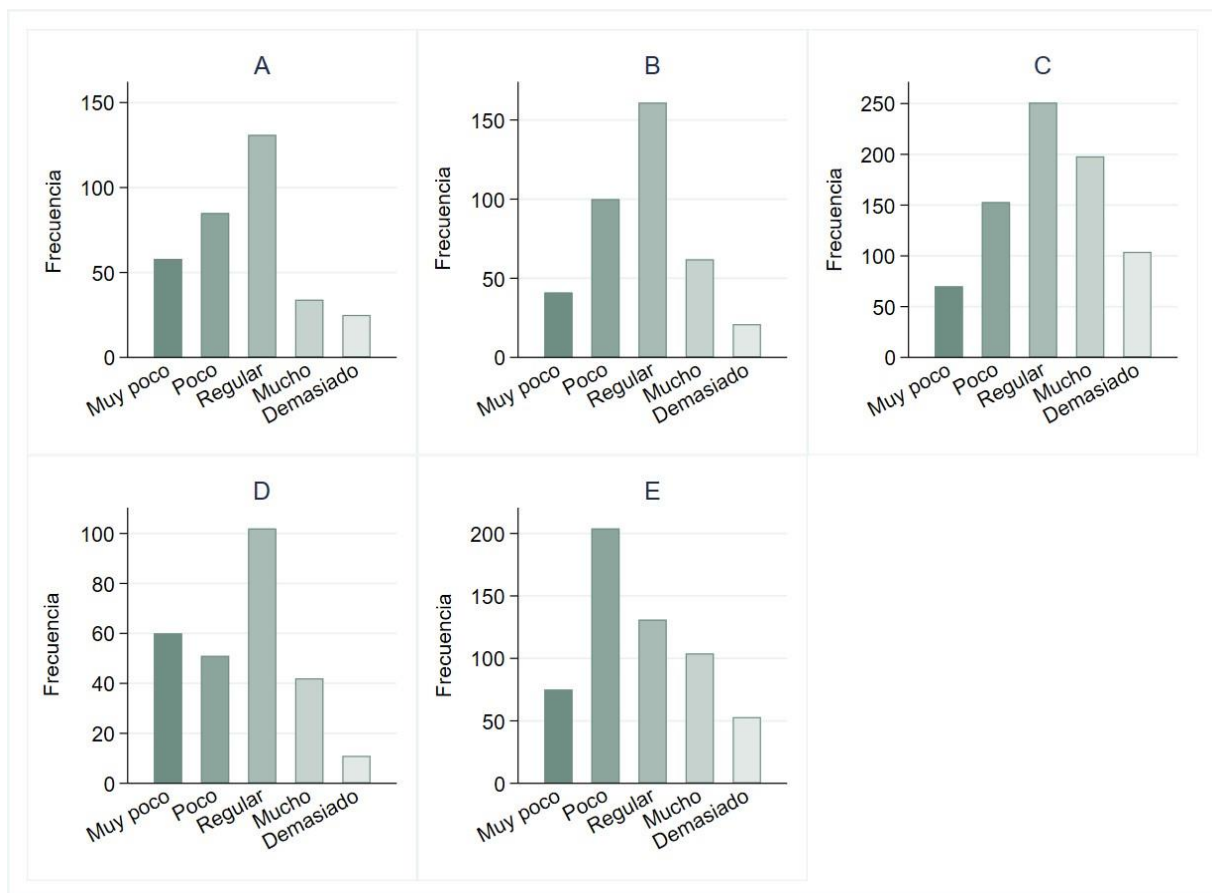 A
Frecuencia
150
100
50
0
Muy poco
Poco
Regular
Mucho
Demasiado
B
Frecuencia
150
100
50
0
Muy poco
Poco
Regular
Mucho
Demasiado
C
Frecuencia
250
200
150
100
50
0
Muy poco
Poco
Regular
Mucho
Demasiado
D
Frecuencia
100
80
60
40
20
0
Muy poco
Poco
Regular
Mucho
Demasiado
E
Frecuencia
200
150
100
50
0
Muy poco
Poco
Regular
Mucho
Demasiado